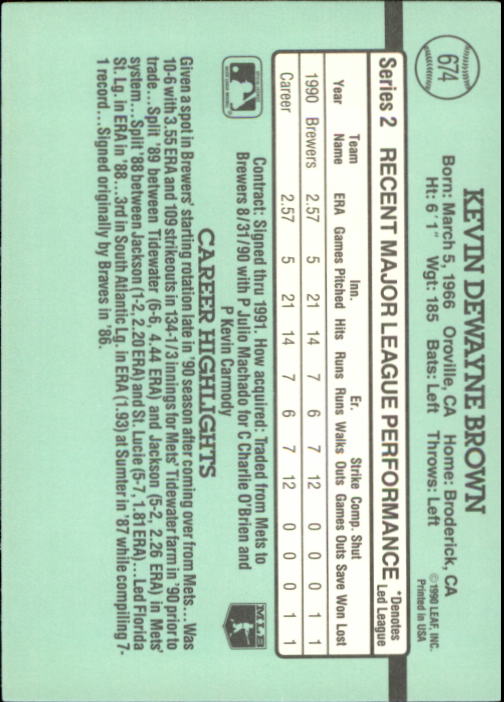 674
KEVIN DEWAYNE BROWN
Born: March 5, 1966 Oroville, CA Home: Broderick, CA
Ht: 6' 1" Wgt: 185 Bats: Left Throws: Left
©1990 LEAF, INC.
Printed in USA
Series 2 RECENT MAJOR LEAGUE PERFORMANCE *Denotes Led League
Team Inn. Er. Strike Comp. Shut
Year Name ERA Games Pitched Hits Runs Runs Walks Outs Games Outs Save Won Lost
1990 Brewers 2.57 5 21 14 7 6 7 12 0 0 0 1 1
Career 2.57 5 21 14 7 6 7 12 0 0 0 1 1
Contract: Signed thru 1991. How acquired: Traded from Mets to
Brewers 8/31/90 with P Julio Machado for C Charlie O'Brien and
P Kevin Carmody
MLB
CAREER HIGHLIGHTS
Given a spot in Brewers' starting rotation late in '90 season after coming over from Mets...Was
10-6 with 3.55 ERA and 109 strikeouts in 134-1/3 innings for Mets' Tidewater farm in '90 prior to
trade...Split '89 between Tidewater (6-6, 4.44 ERA) and Jackson (5-2, 2.26 ERA) in Mets'
system...Split '88 between Jackson (1-2, 2.20 ERA) and St. Lucie (5-7, 1.81 ERA)...Led Florida
St. Lg. in ERA in '88...3rd in South Atlantic Lg. in ERA (1.93) at Sumter in '87 while compiling 7-
1 record...Signed originally by Braves in '86.